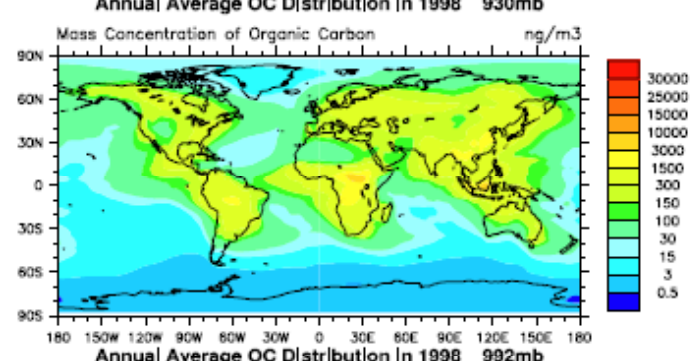 Annual Average OC Distribution in 1998 930mb
Mass Concentration of Organic Carbon ng/m3
90N
60N
30N
0
30S
60S
90S
180 150W 120W 90W 60W 30W 0 30E 60E 90E 120E 150E 180
30000
25000
15000
10000
3000
1500
300
150
100
30
15
3
0.5
Annual Average OC Distribution in 1998 992mb